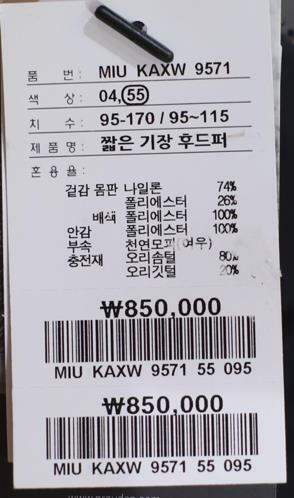 품 번: MIU KAXW 9571
색 상: 04, 55
치 수: 95-170 / 95~115
제 품 명: 짧은 기장 후드퍼
혼 용 율:
겉감 몸판 나일론 74%
폴리에스터 26%
배색 폴리에스터 100%
안감 폴리에스터 100%
부속 천연모피(여우)
충전재 오리솜털 80%
오리깃털 20%
₩850,000
MIU KAXW 9571 55 095
₩850,000
MIU KAXW 9571 55 095